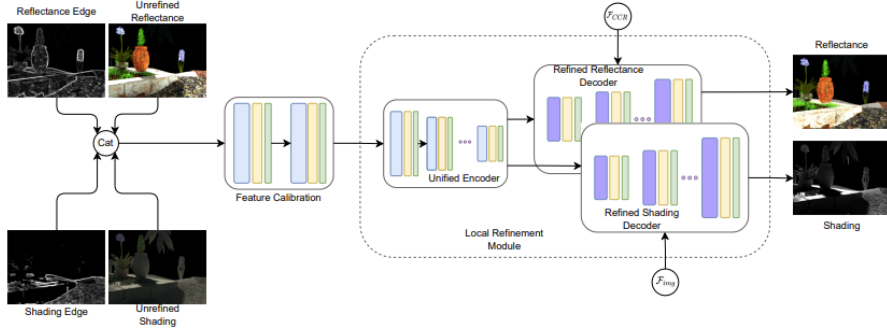 Reflectance Edge
Unrefined
Reflectance
Cat
Shading Edge
Unrefined
Shading
Feature Calibration
Unified Encoder
Local Refinement
Module
F_CCR
Refined Reflectance
Decoder
Refined Shading
Decoder
F_img
Reflectance
Shading